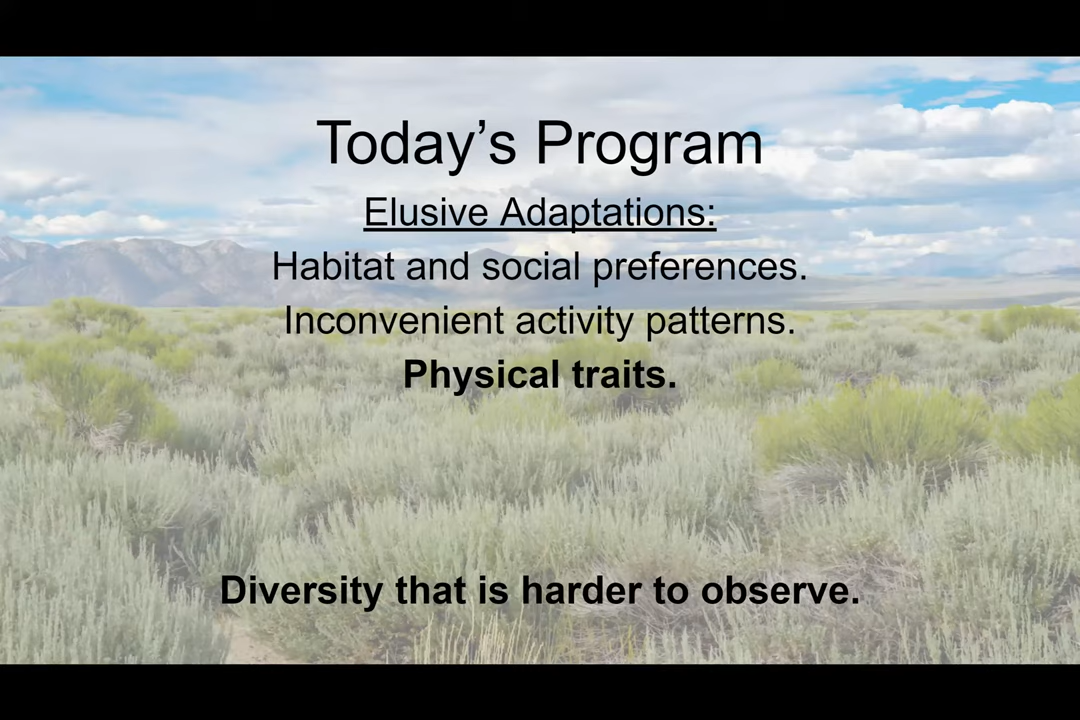 Today’s Program
Elusive Adaptations:
Habitat and social preferences.
Inconvenient activity patterns.
Physical traits.
Diversity that is harder to observe.